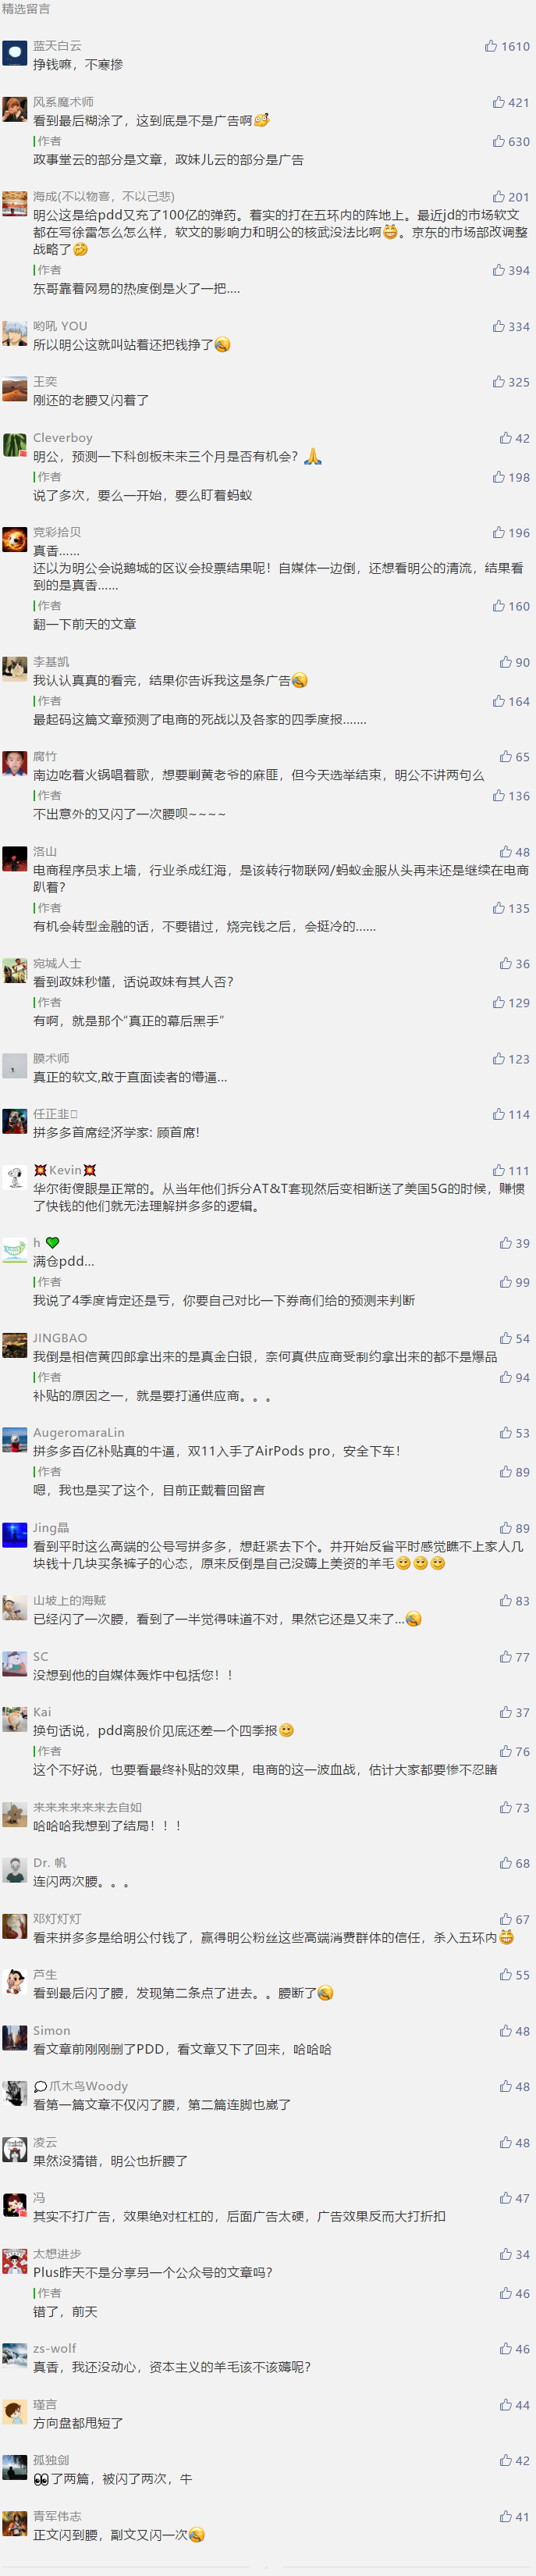 精选留言
蓝天白云 1610
挣钱嘛，不寒掺
风系魔术师 421
看到最后糊涂了，这到底是不是广告啊🤔
作者 630
政事堂云的部分是文章，政妹儿云的部分是广告
海成(不以物喜，不以己悲) 201
明公这是给pdd又充了100亿的弹药。着实的打在五环内的阵地上。最近jd的市场软文
都在写徐雷怎么怎么样，软文的影响力和明公的核武没法比啊😁。京东的市场部改调整
战略了🤣
作者 394
东哥靠着网易的热度倒是火了一把....
哟吼 YOU 334
所以明公这就叫站着还把钱挣了🤣
王奕 325
刚还的老腰又闪着了
Cleverboy 42
明公，预测一下科创板未来三个月是否有机会？🙏
作者 198
说了多次，要么一开始，要么盯着蚂蚁
竞彩拾贝 196
真香......
还以为明公会说鹅城的区议会投票结果呢！自媒体一边倒，还想看明公的清流，结果看
到的是真香......
作者 160
翻一下前天的文章
李基凯 90
我认认真真的看完，结果你告诉我这是条广告🤣
作者 164
最起码这篇文章预测了电商的死战以及各家的四季度报.......
腐竹 65
南边吃着火锅唱着歌，想要剿黄老爷的麻匪，但今天选举结束，明公不讲两句么
作者 136
不出意外的又闪了一次腰呗~~~~
洛山 48
电商程序员求上墙，行业杀成红海，是该转行物联网/蚂蚁金服从头再来还是继续在电商
趴着？
作者 135
有机会转型金融的话，不要错过，烧完钱之后，会挺冷的......
宛城人士 36
看到政妹秒懂，话说政妹有其人否？
作者 129
有啊，就是那个“真正的幕后黑手”
膜术师 123
真正的软文,敢于直面读者的懵逼...
任正韭 114
拼多多首席经济学家: 顾首席!
💥Kevin💥 111
华尔街傻眼是正常的。从当年他们拆分AT&T套现然后变相断送了美国5G的时候，赚惯
了快钱的他们就无法理解拼多多的逻辑。
h 💚 39
满仓pdd...
作者 99
我说了4季度肯定还是亏，你要自己对比一下券商们给的预测来判断
JINGBAO 54
我倒是相信黄四郎拿出来的是真金白银，奈何真供应商受制约拿出来的都不是爆品
作者 94
补贴的原因之一，就是要打通供应商。。。
AugeromaraLin 53
拼多多百亿补贴真的牛逼，双11入手了AirPods pro，安全下车！
作者 89
嗯，我也是买了这个，目前正戴着回留言
Jing晶 89
看到平时这么高端的公号写拼多多，想赶紧去下个。并开始反省平时感觉瞧不上家人几
块钱十几块买条裤子的心态，原来反倒是自己没薅上美资的羊毛😊😊😊
山坡上的海贼 83
已经闪了一次腰，看到了一半觉得味道不对，果然它还是又来了...🤣
SC 77
没想到他的自媒体轰炸中包括您！！
Kai 37
换句话说，pdd离股价见底还差一个四季报😊
作者 76
这个不好说，也要看最终补贴的效果，电商的这一波血战，估计大家都要惨不忍睹
来来来来来来去自如 73
哈哈哈我想到了结局！！！
Dr. 帆 68
连闪两次腰。。。
邓灯灯灯 67
看来拼多多是给明公付钱了，赢得明公粉丝这些高端消费群体的信任，杀入五环内😁
芦生 55
看到最后闪了腰，发现第二条点了进去。。腰断了🤣
Simon 48
看文章前刚刚删了PDD，看文章又下了回来，哈哈哈
💭爪木鸟Woody 48
看第一篇文章不仅闪了腰，第二篇连脚也崴了
凌云 48
果然没猜错，明公也折腰了
冯 47
其实不打广告，效果绝对杠杠的，后面广告太硬，广告效果反而大打折扣
太想进步 34
Plus昨天不是分享另一个公众号的文章吗？
作者 46
错了，前天
zs-wolf 46
真香，我还没动心，资本主义的羊毛该不该薅呢？
瑾言 44
方向盘都甩短了
孤独剑 42
👀了两篇，被闪了两次，牛
青军伟志 41
正文闪到腰，副文又闪一次🤣